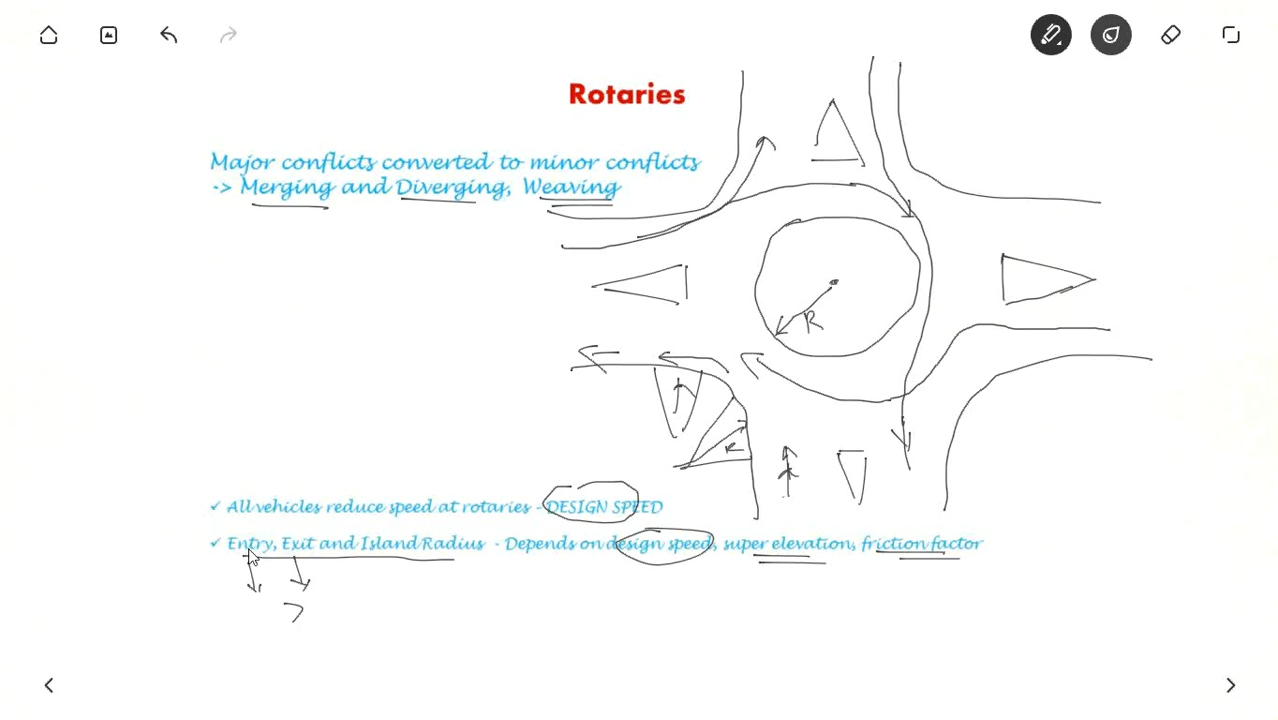 Rotaries
Major conflicts converted to minor conflicts
-> Merging and Diverging, Weaving
R
R
✓ All vehicles reduce speed at rotaries - DESIGN SPEED
✓ Entry, Exit and Island Radius - Depends on design speed, super elevation, friction factor
>